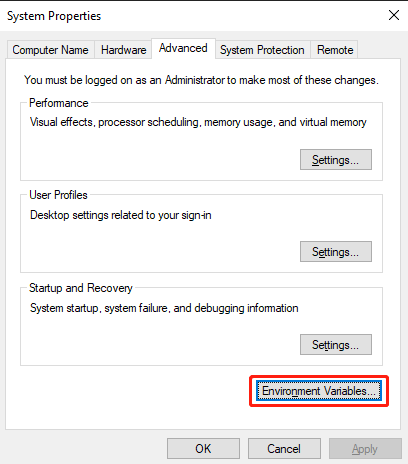 System Properties
Computer Name Hardware Advanced System Protection Remote
You must be logged on as an Administrator to make most of these changes.
Performance
Visual effects, processor scheduling, memory usage, and virtual memory
Settings...
User Profiles
Desktop settings related to your sign-in
Settings...
Startup and Recovery
System startup, system failure, and debugging information
Settings...
Environment Variables...
OK Cancel Apply